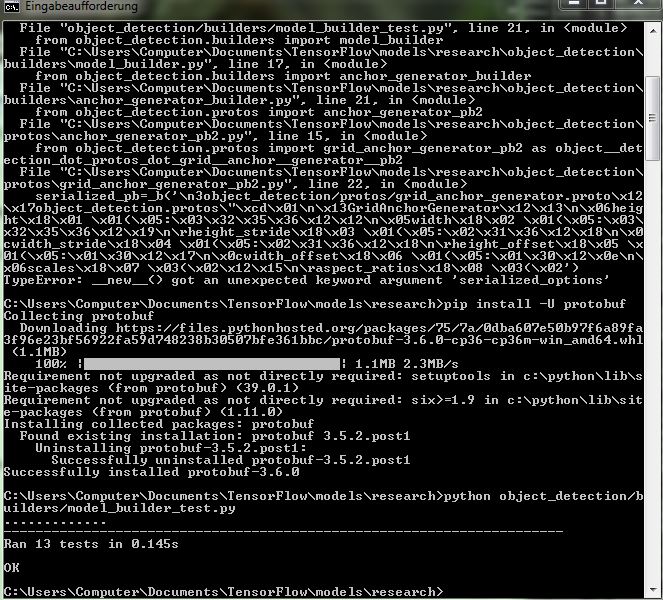 Eingabeaufforderung
File "object_detection/builders/model_builder_test.py", line 21, in <module>
from object_detection.builders import model_builder
File "C:\Users\Computer\Documents\TensorFlow\models\research\object_detection\
builders\model_builder.py", line 17, in <module>
from object_detection.builders import anchor_generator_builder
File "C:\Users\Computer\Documents\TensorFlow\models\research\object_detection\
builders\anchor_generator_builder.py", line 21, in <module>
from object_detection.protos import anchor_generator_pb2
File "C:\Users\Computer\Documents\TensorFlow\models\research\object_detection\
protos\anchor_generator_pb2.py", line 15, in <module>
from object_detection.protos import grid_anchor_generator_pb2 as object__det
ection_dot_protos_dot_grid__anchor__generator__pb2
File "C:\Users\Computer\Documents\TensorFlow\models\research\object_detection\
protos\grid_anchor_generator_pb2.py", line 22, in <module>
serialized_pb=_b('\n3object_detection/protos/grid_anchor_generator.proto\x12
\x17object_detection.protos\"\xcd\x01\n\x13GridAnchorGenerator\x12\x13\n\x06heig
ht\x18\x01 \x01(\x05:\x03\x32\x35\x36\x12\x12\n\x05width\x18\x02 \x01(\x05:\x03\
x32\x35\x36\x12\x19\n\rheight_stride\x18\x03 \x01(\x05:\x02\x31\x36\x12\x18\n\x0
cwidth_stride\x18\x04 \x01(\x05:\x02\x31\x36\x12\x18\n\rheight_offset\x18\x05 \x
01(\x05:\x01\x30\x12\x17\n\x0cwidth_offset\x18\x06 \x01(\x05:\x01\x30\x12\x0e\n\
x06scales\x18\x07 \x03(\x02\x12\x15\n\raspect_ratios\x18\x08 \x03(\x02')
TypeError: __new__() got an unexpected keyword argument 'serialized_options'
C:\Users\Computer\Documents\TensorFlow\models\research>pip install -U protobuf
Collecting protobuf
Downloading https://files.pythonhosted.org/packages/75/7a/0dba607e50b97f6a89fa
3f96e23bf56922fa59d748238b30507bfe361bbc/protobuf-3.6.0-cp36-cp36m-win_amd64.whl
(1.1MB)
100% |████████████████████████████████| 1.1MB 2.3MB/s
Requirement not upgraded as not directly required: setuptools in c:\python\lib\s
ite-packages (from protobuf) (39.0.1)
Requirement not upgraded as not directly required: six>=1.9 in c:\python\lib\sit
e-packages (from protobuf) (1.11.0)
Installing collected packages: protobuf
Found existing installation: protobuf 3.5.2.post1
Uninstalling protobuf-3.5.2.post1:
Successfully uninstalled protobuf-3.5.2.post1
Successfully installed protobuf-3.6.0
C:\Users\Computer\Documents\TensorFlow\models\research>python object_detection/b
uilders/model_builder_test.py
.............
----------------------------------------------------------------------
Ran 13 tests in 0.145s
OK
C:\Users\Computer\Documents\TensorFlow\models\research>